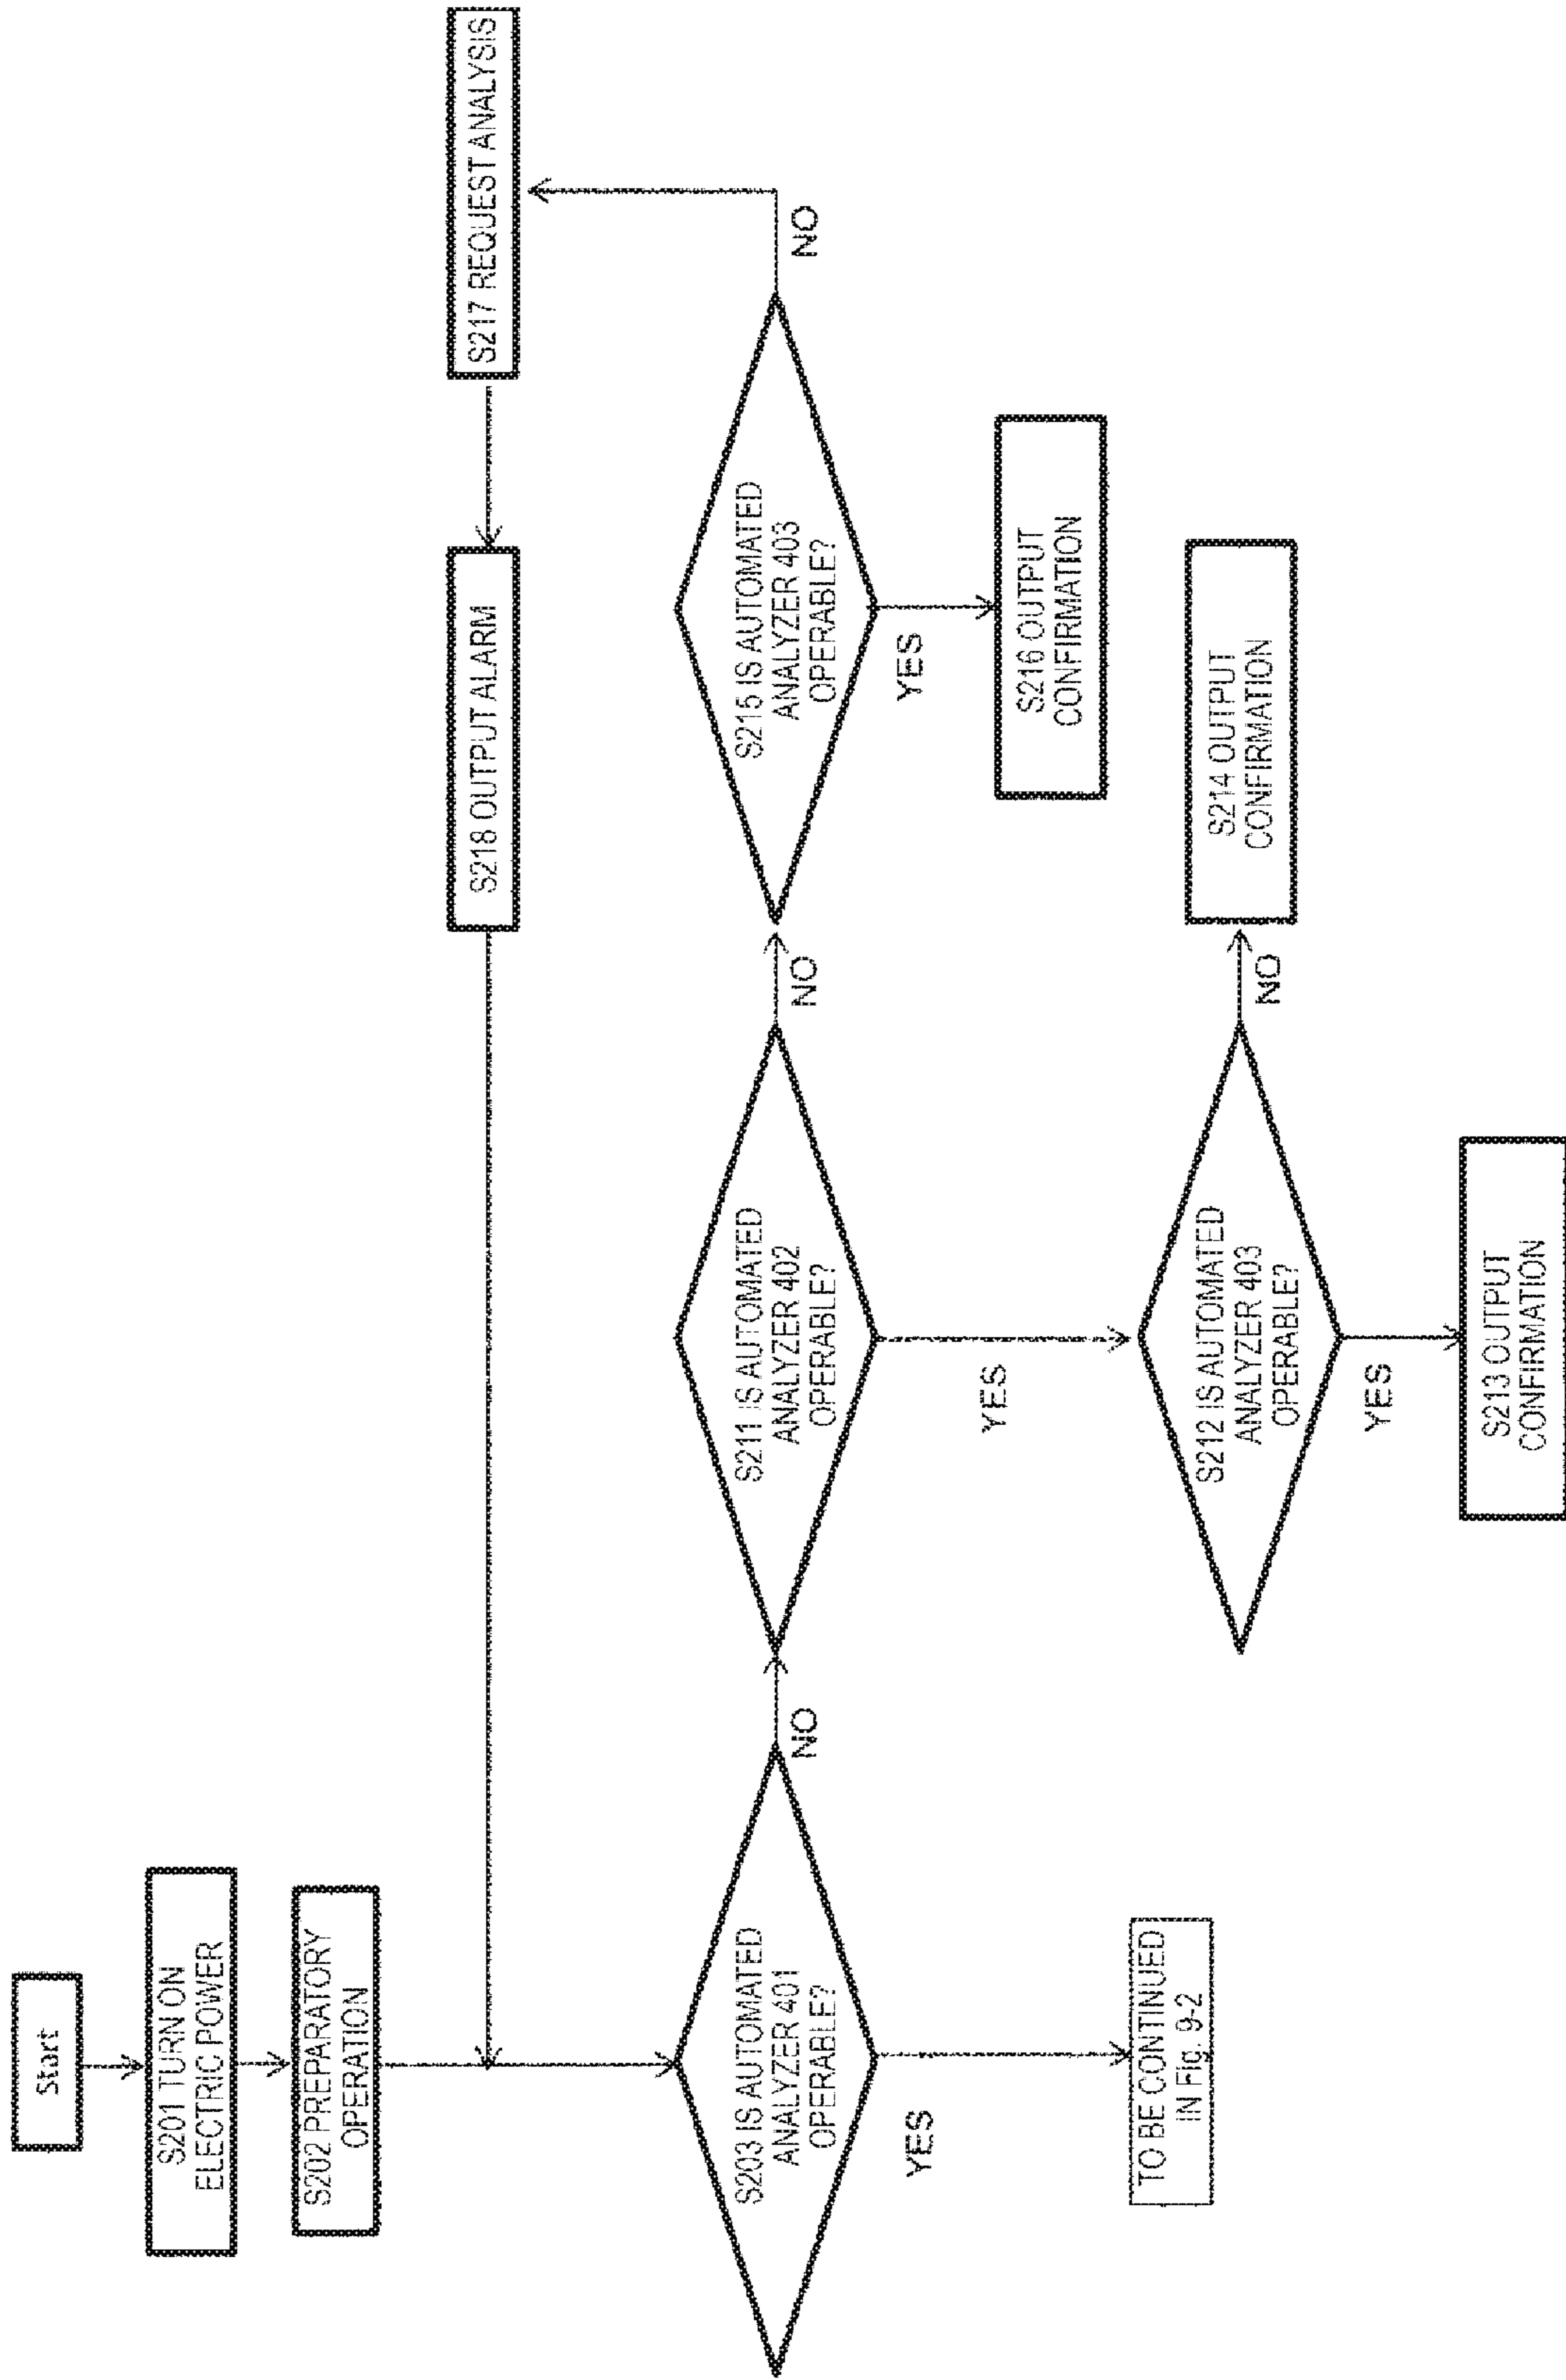 Start
S201 TURN ON
ELECTRIC POWER
S202 PREPARATORY
OPERATION
S218 OUTPUT ALARM
S217 REQUEST ANALYSIS
S203 IS AUTOMATED
ANALYZER 401
OPERABLE?
NO
YES
TO BE CONTINUED
IN Fig. 9-2
S211 IS AUTOMATED
ANALYZER 402
OPERABLE?
NO
YES
S215 IS AUTOMATED
ANALYZER 403
OPERABLE?
NO
YES
S216 OUTPUT
CONFIRMATION
S212 IS AUTOMATED
ANALYZER 403
OPERABLE?
NO
YES
S214 OUTPUT
CONFIRMATION
S213 OUTPUT
CONFIRMATION